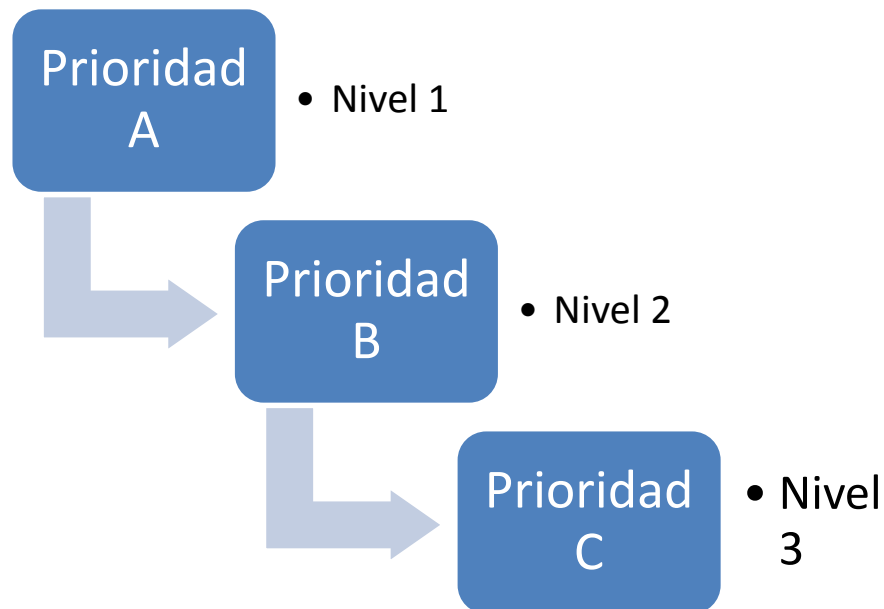 Prioridad
A
• Nivel 1
Prioridad
B
• Nivel 2
Prioridad
C
• Nivel
3